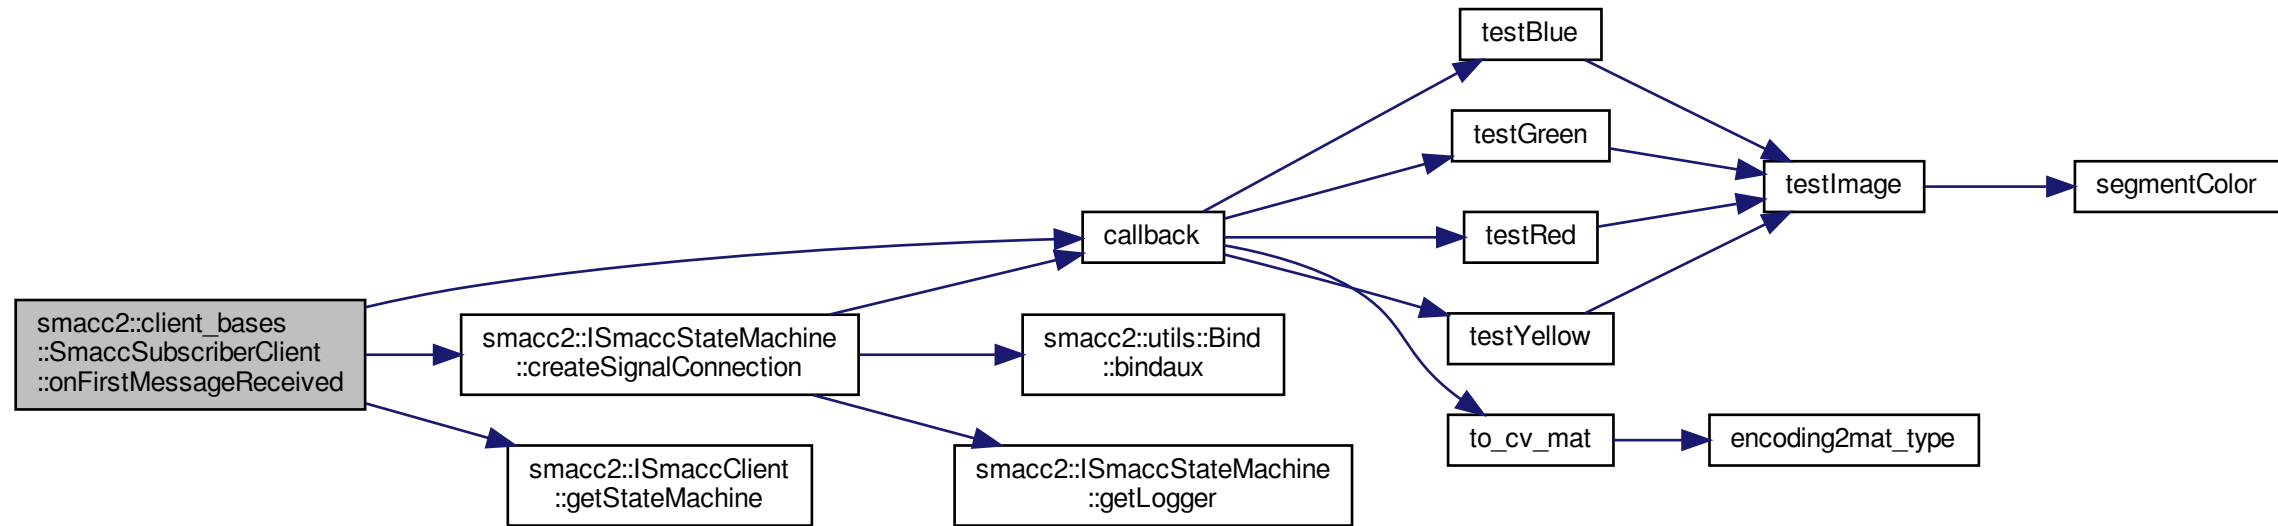 smacc2::client_bases
::SmaccSubscriberClient
::onFirstMessageReceived
smacc2::ISmaccStateMachine
::createSignalConnection
smacc2::ISmaccClient
::getStateMachine
callback
smacc2::utils::Bind
::bindaux
smacc2::ISmaccStateMachine
::getLogger
testBlue
testGreen
testRed
testYellow
to_cv_mat
testImage
encoding2mat_type
segmentColor